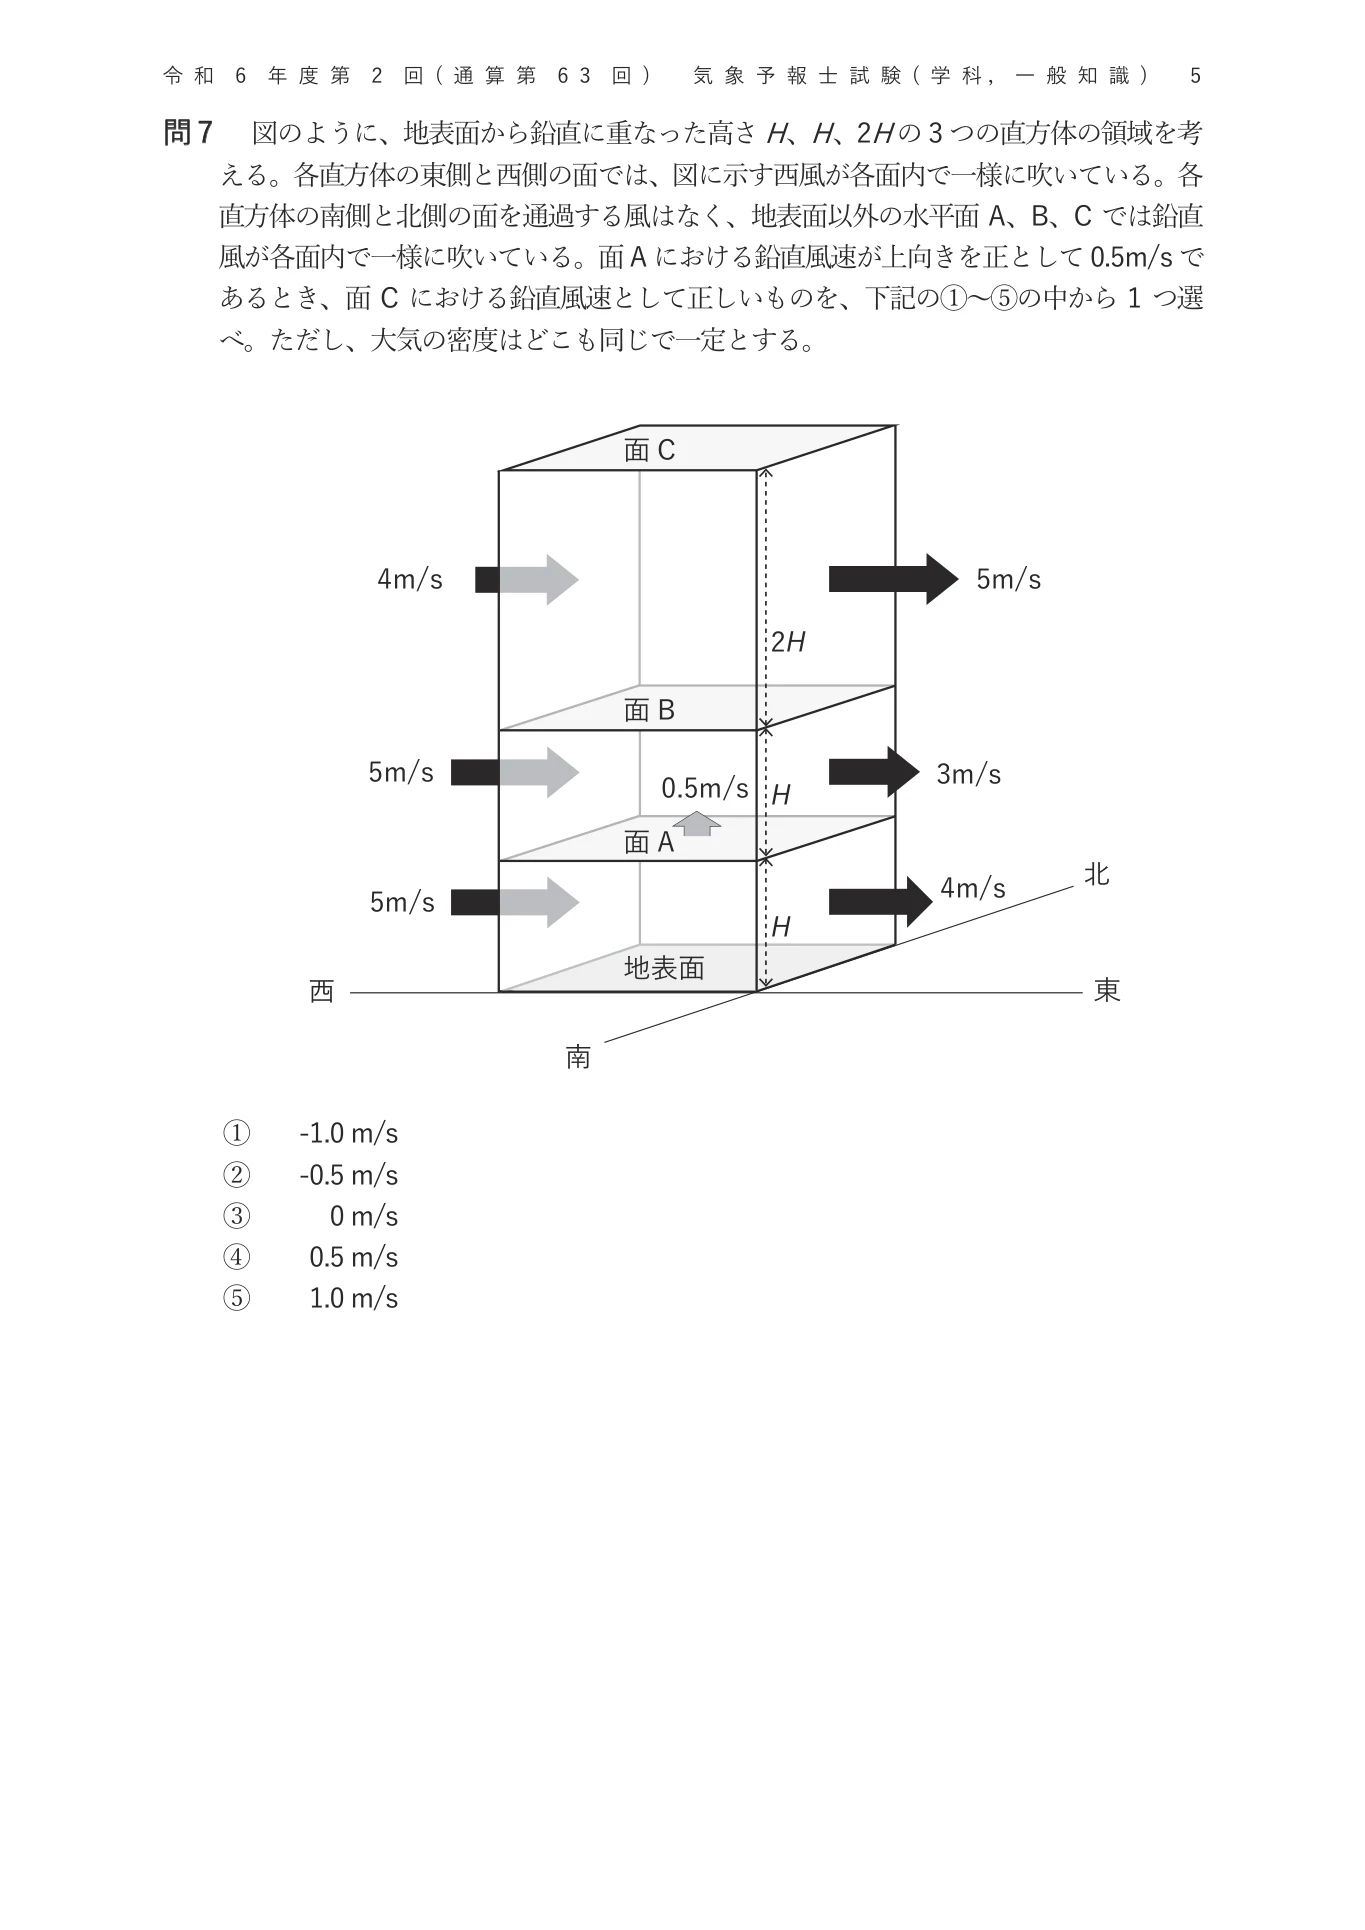 令和6年度第2回(通算第63回) 気象予報士試験(学科,一般知識) 5
問7 図のように、地表面から鉛直に重なった高さ H、H、2Hの3つの直方体の領域を考
える。各直方体の東側と西側の面では、図に示す西風が各面内で一様に吹いている。各
直方体の南側と北側の面を通過する風はなく、地表面以外の水平面 A、B、C では鉛直
風が各面内で一様に吹いている。面 A における鉛直風速が上向きを正として 0.5m/s で
あるとき、面 C における鉛直風速として正しいものを、下記の①〜⑤の中から 1 つ選
べ。ただし、大気の密度はどこも同じで一定とする。
面 C
4m/s
5m/s
2H
面 B
5m/s
3m/s
0.5m/s
H
面 A
北
5m/s
4m/s
H
地表面
西
東
南
① -1.0 m/s
② -0.5 m/s
③ 0 m/s
④ 0.5 m/s
⑤ 1.0 m/s